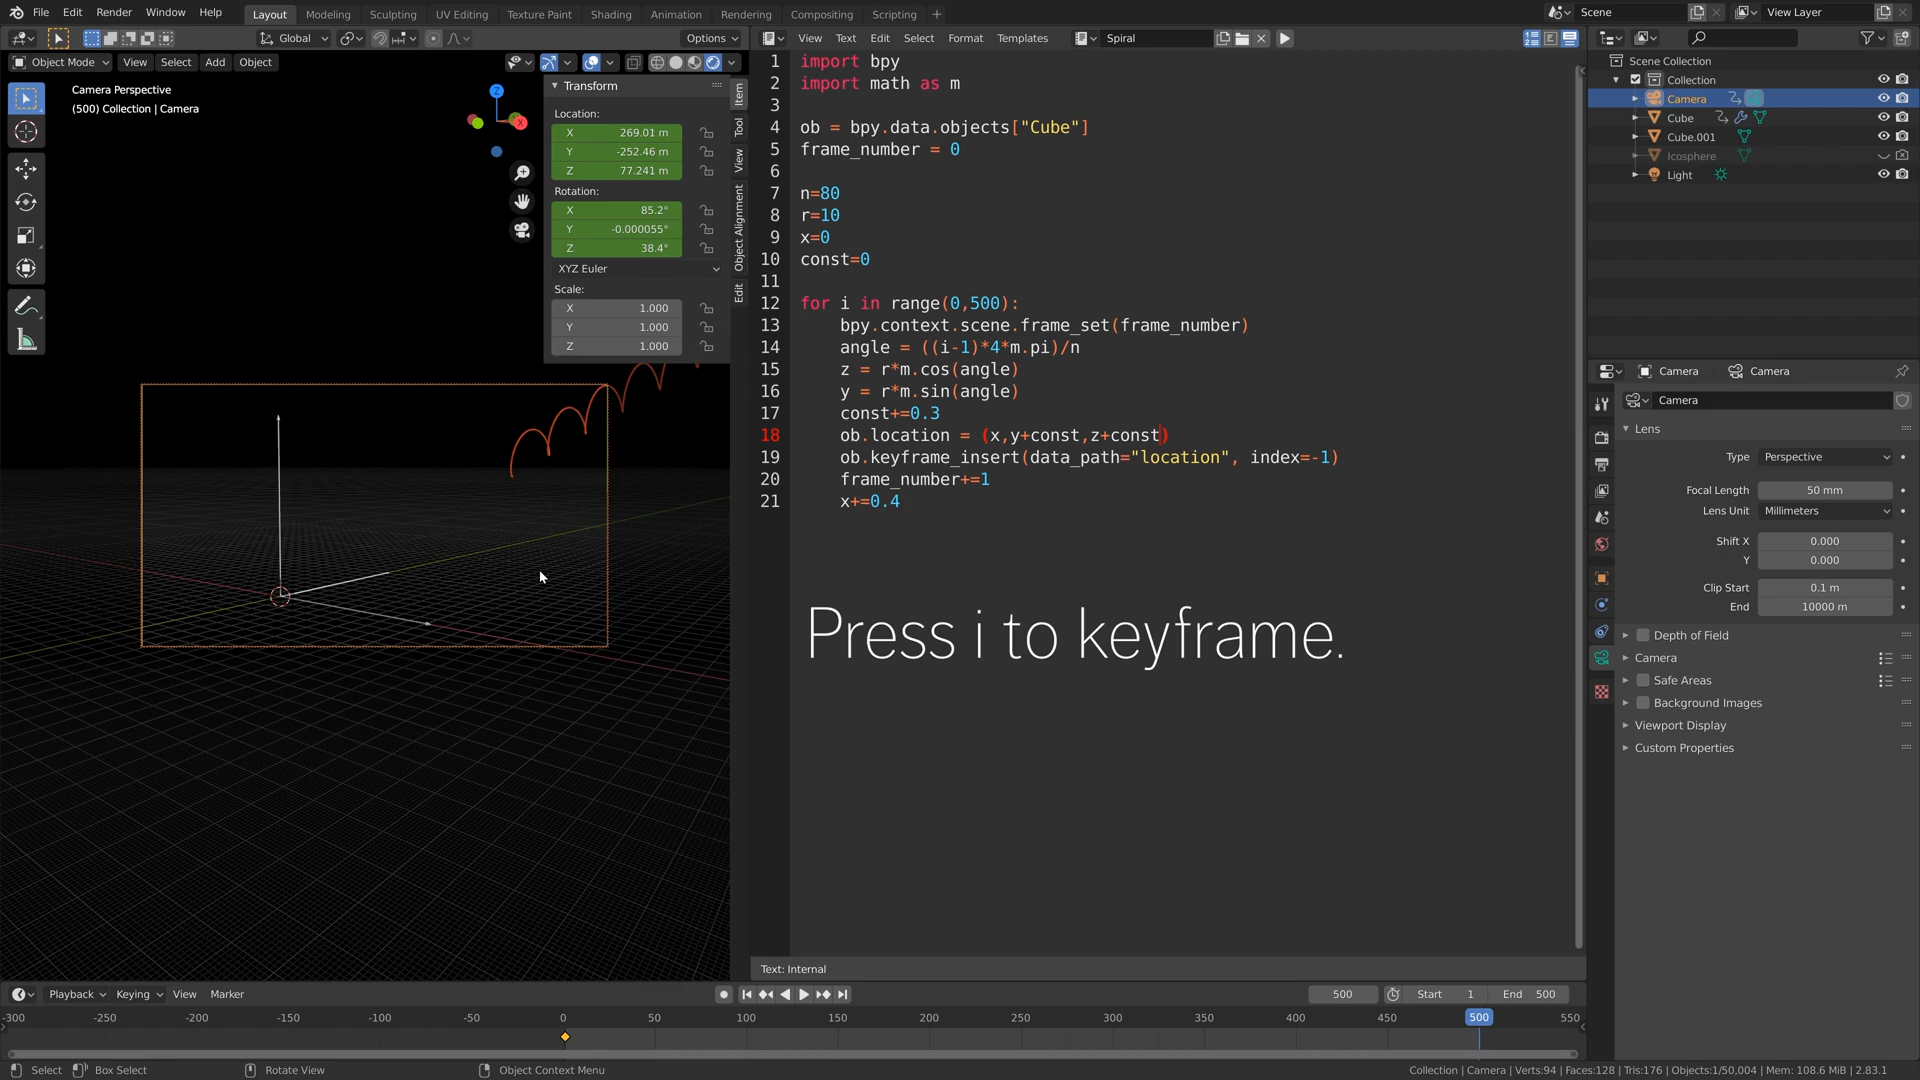 File Edit Render Window Help Layout Modeling Sculpting UV Editing Texture Paint Shading Animation Rendering Compositing Scripting + Scene View Layer
Global Options
View Text Edit Select Format Templates Spiral
Object Mode View Select Add Object
Camera Perspective
(500) Collection | Camera
Transform
Location:
X 269.01 m
Y -252.46 m
Z 77.241 m
Rotation:
X 85.2°
Y -0.000055°
Z 38.4°
XYZ Euler
Scale:
X 1.000
Y 1.000
Z 1.000
Item
Tool
View
Object Alignment
Edit
Z
X
1 import bpy
2 import math as m
3
4 ob = bpy.data.objects["Cube"]
5 frame_number = 0
6
7 n=80
8 r=10
9 x=0
10 const=0
11
12 for i in range(0,500):
13 bpy.context.scene.frame_set(frame_number)
14 angle = ((i-1)*4*m.pi)/n
15 z = r*m.cos(angle)
16 y = r*m.sin(angle)
17 const+=0.3
18 ob.location = (x,y+const,z+const)
19 ob.keyframe_insert(data_path="location", index=-1)
20 frame_number+=1
21 x+=0.4
Press i to keyframe.
Text: Internal
Scene Collection
Collection
Camera
Cube
Cube.001
Icosphere
Light
Camera Camera
Camera
Lens
Type Perspective
Focal Length 50 mm
Lens Unit Millimeters
Shift X 0.000
Y 0.000
Clip Start 0.1 m
End 10000 m
Depth of Field
Camera
Safe Areas
Background Images
Viewport Display
Custom Properties
Playback Keying View Marker 500 Start 1 End 500
-300 -250 -200 -150 -100 -50 0 50 100 150 200 250 300 350 400 450 500 550
Select Box Select Rotate View Object Context Menu Collection | Camera | Verts:94 | Faces:128 | Tris:176 | Objects:1/50,004 | Mem: 108.6 MiB | 2.83.1